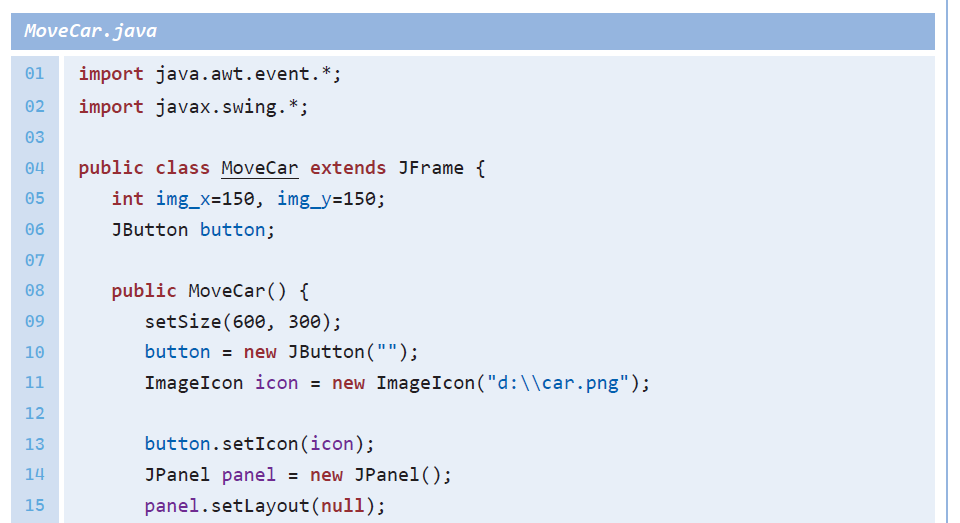 MoveCar.java
01 import java.awt.event.*;
02 import javax.swing.*;
03
04 public class MoveCar extends JFrame {
05 int img_x=150, img_y=150;
06 JButton button;
07
08 public MoveCar() {
09 setSize(600, 300);
10 button = new JButton("");
11 ImageIcon icon = new ImageIcon("d:\\car.png");
12
13 button.setIcon(icon);
14 JPanel panel = new JPanel();
15 panel.setLayout(null);